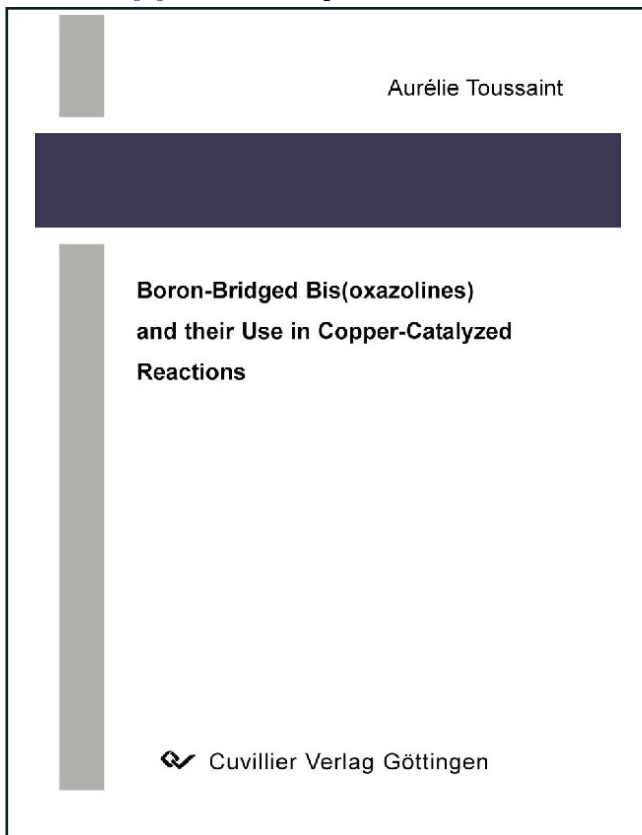 Aurélie Toussaint
Boron-Bridged Bis(oxazolines)
and their Use in Copper-Catalyzed
Reactions
Cuvillier Verlag Göttingen